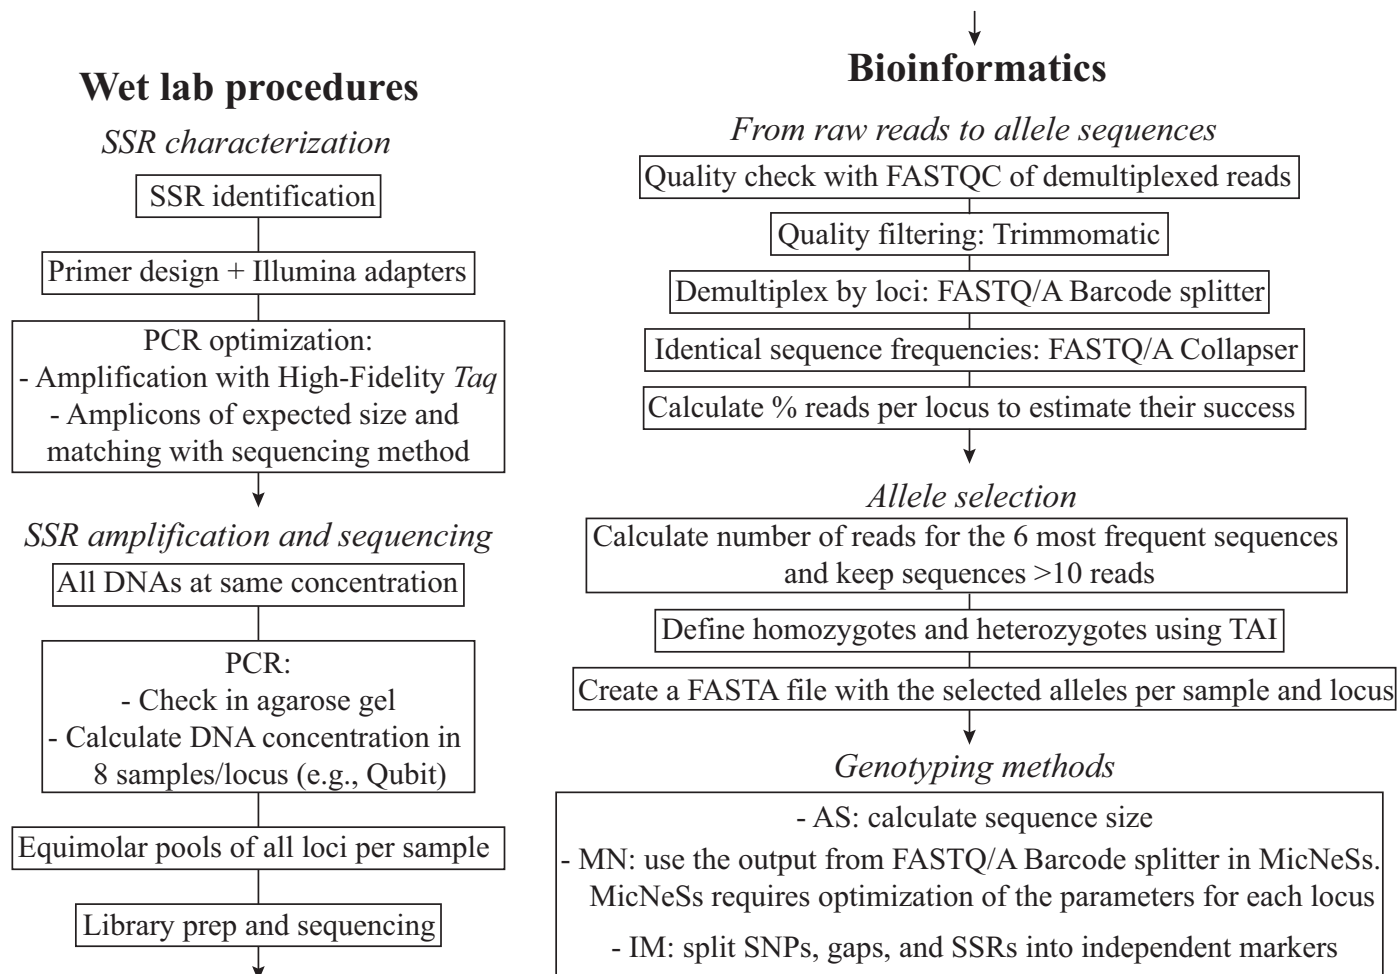 Wet lab procedures
SSR characterization
SSR identification
Primer design + Illumina adapters
PCR optimization:
- Amplification with High-Fidelity Taq
- Amplicons of expected size and
matching with sequencing method
SSR amplification and sequencing
All DNAs at same concentration
PCR:
- Check in agarose gel
- Calculate DNA concentration in
8 samples/locus (e.g., Qubit)
Equimolar pools of all loci per sample
Library prep and sequencing
Bioinformatics
From raw reads to allele sequences
Quality check with FASTQC of demultiplexed reads
Quality filtering: Trimmomatic
Demultiplex by loci: FASTQ/A Barcode splitter
Identical sequence frequencies: FASTQ/A Collapser
Calculate % reads per locus to estimate their success
Allele selection
Calculate number of reads for the 6 most frequent sequences
and keep sequences >10 reads
Define homozygotes and heterozygotes using TAI
Create a FASTA file with the selected alleles per sample and locus
Genotyping methods
- AS: calculate sequence size
- MN: use the output from FASTQ/A Barcode splitter in MicNeSs.
MicNeSs requires optimization of the parameters for each locus
- IM: split SNPs, gaps, and SSRs into independent markers